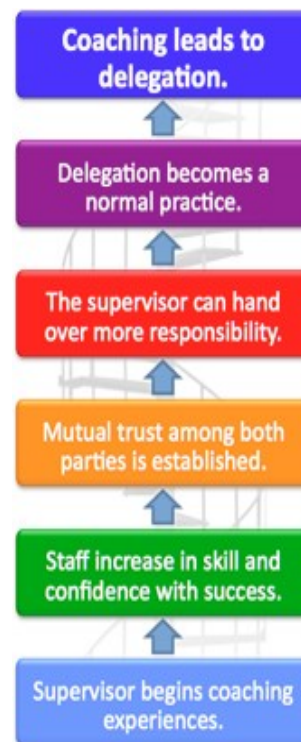 Coaching leads to
delegation.
Delegation becomes a
normal practice.
The supervisor can hand
over more responsibility.
Mutual trust among both
parties is established.
Staff increase in skill and
confidence with success.
Supervisor begins coaching
experiences.